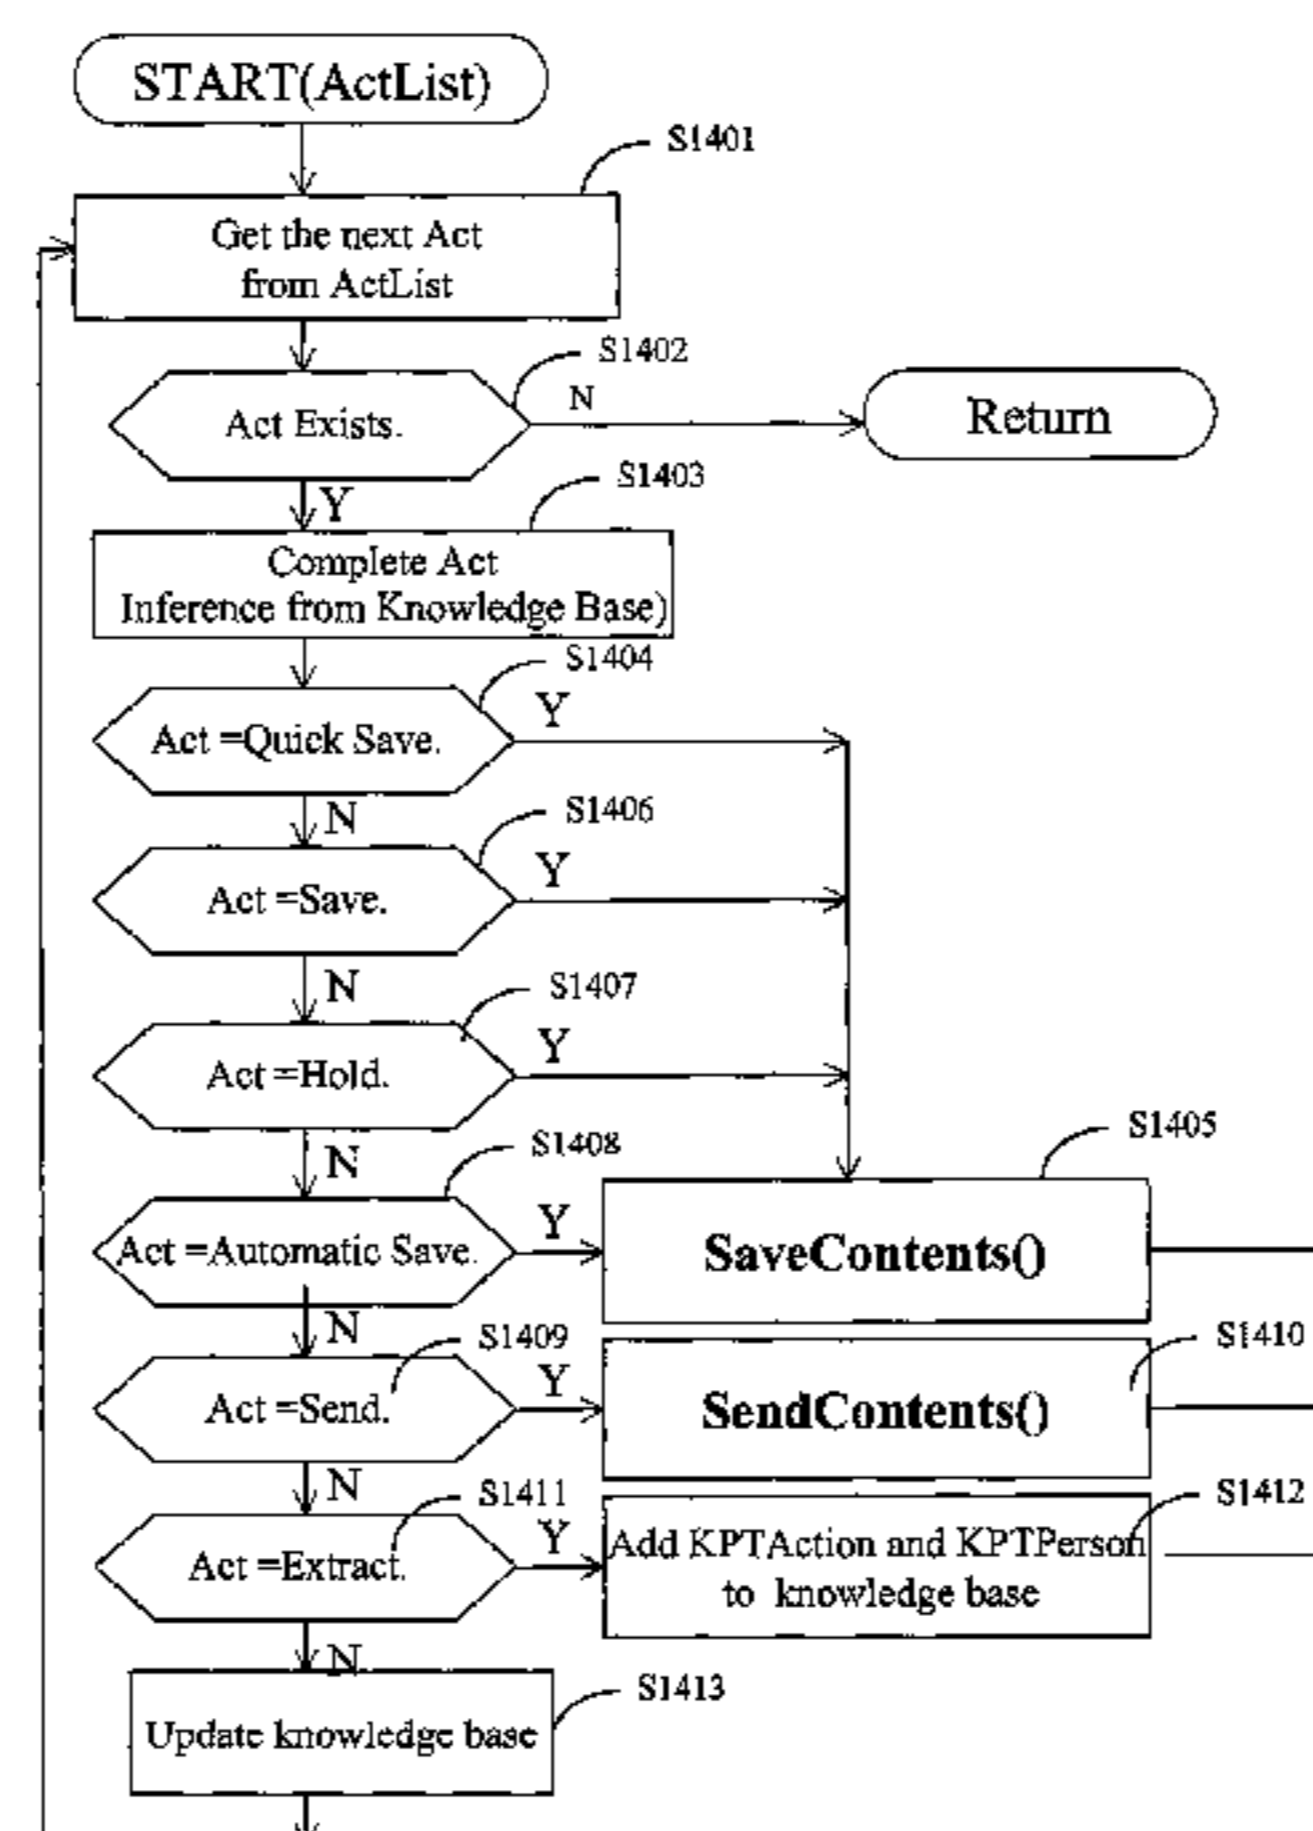 START(ActList)
S1401
Get the next Act
from ActList
S1402
Act Exists.
N
Return
Y
S1403
Complete Act
Inference from Knowledge Base)
S1404
Act =Quick Save.
Y
N
S1406
Act =Save.
Y
N
S1407
Act =Hold.
Y
N
S1408
S1405
Act =Automatic Save.
Y
SaveContents()
N
S1409
S1410
Act =Send.
Y
SendContents()
N
S1411
S1412
Act =Extract.
Y
Add KPTAction and KPTPerson
to knowledge base
N
S1413
Update knowledge base